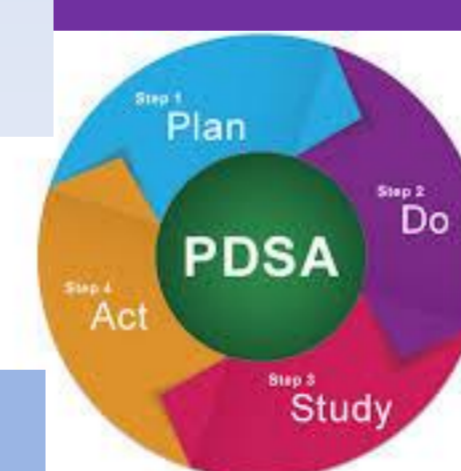 Step 1
Plan
Step 2
Do
PDSA
Step 4
Act
Step 3
Study